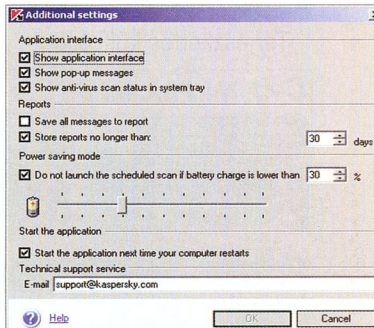 Additional settings
Application interface
Show application interface
Show pop-up messages
Show anti-virus scan status in system tray
Reports
Save all messages to report
Store reports no longer than: 30 days
Power saving mode
Do not launch the scheduled scan if battery charge is lower than 30 %
Start the application
Start the application next time your computer restarts
Technical support service
E-mail support@kaspersky.com
Help OK Cancel